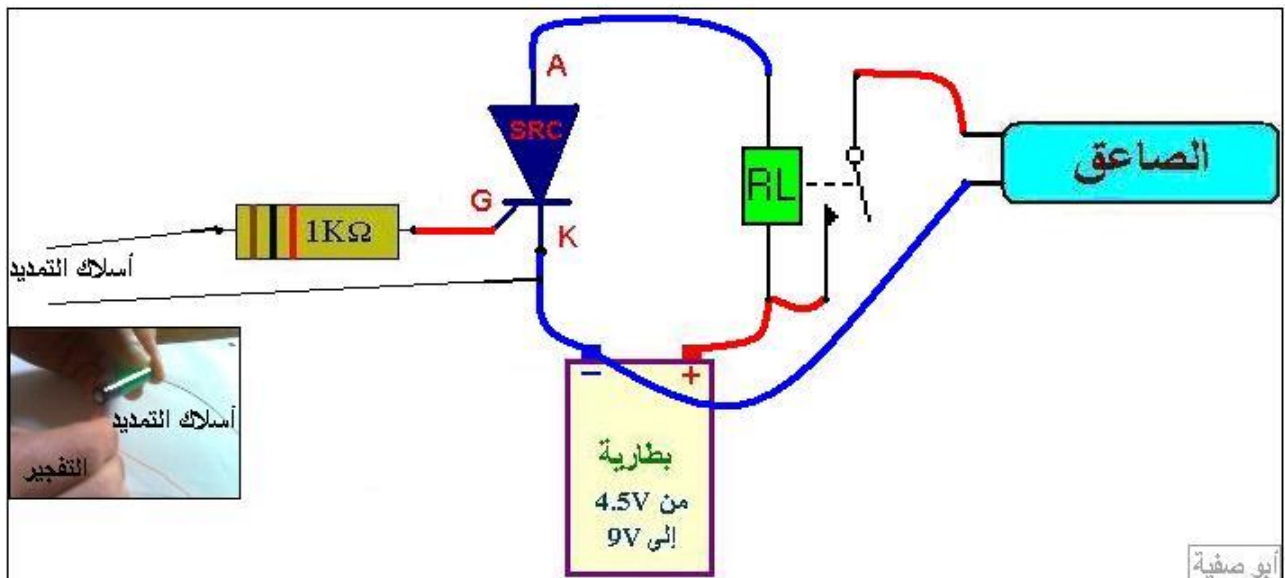 A
SRC
الصاعق
RL
G
K
1KΩ
أسلاك التمديد
− +
أسلاك التمديد
التفجير
بطارية
من 4.5V
إلى 9V
أبو صفية